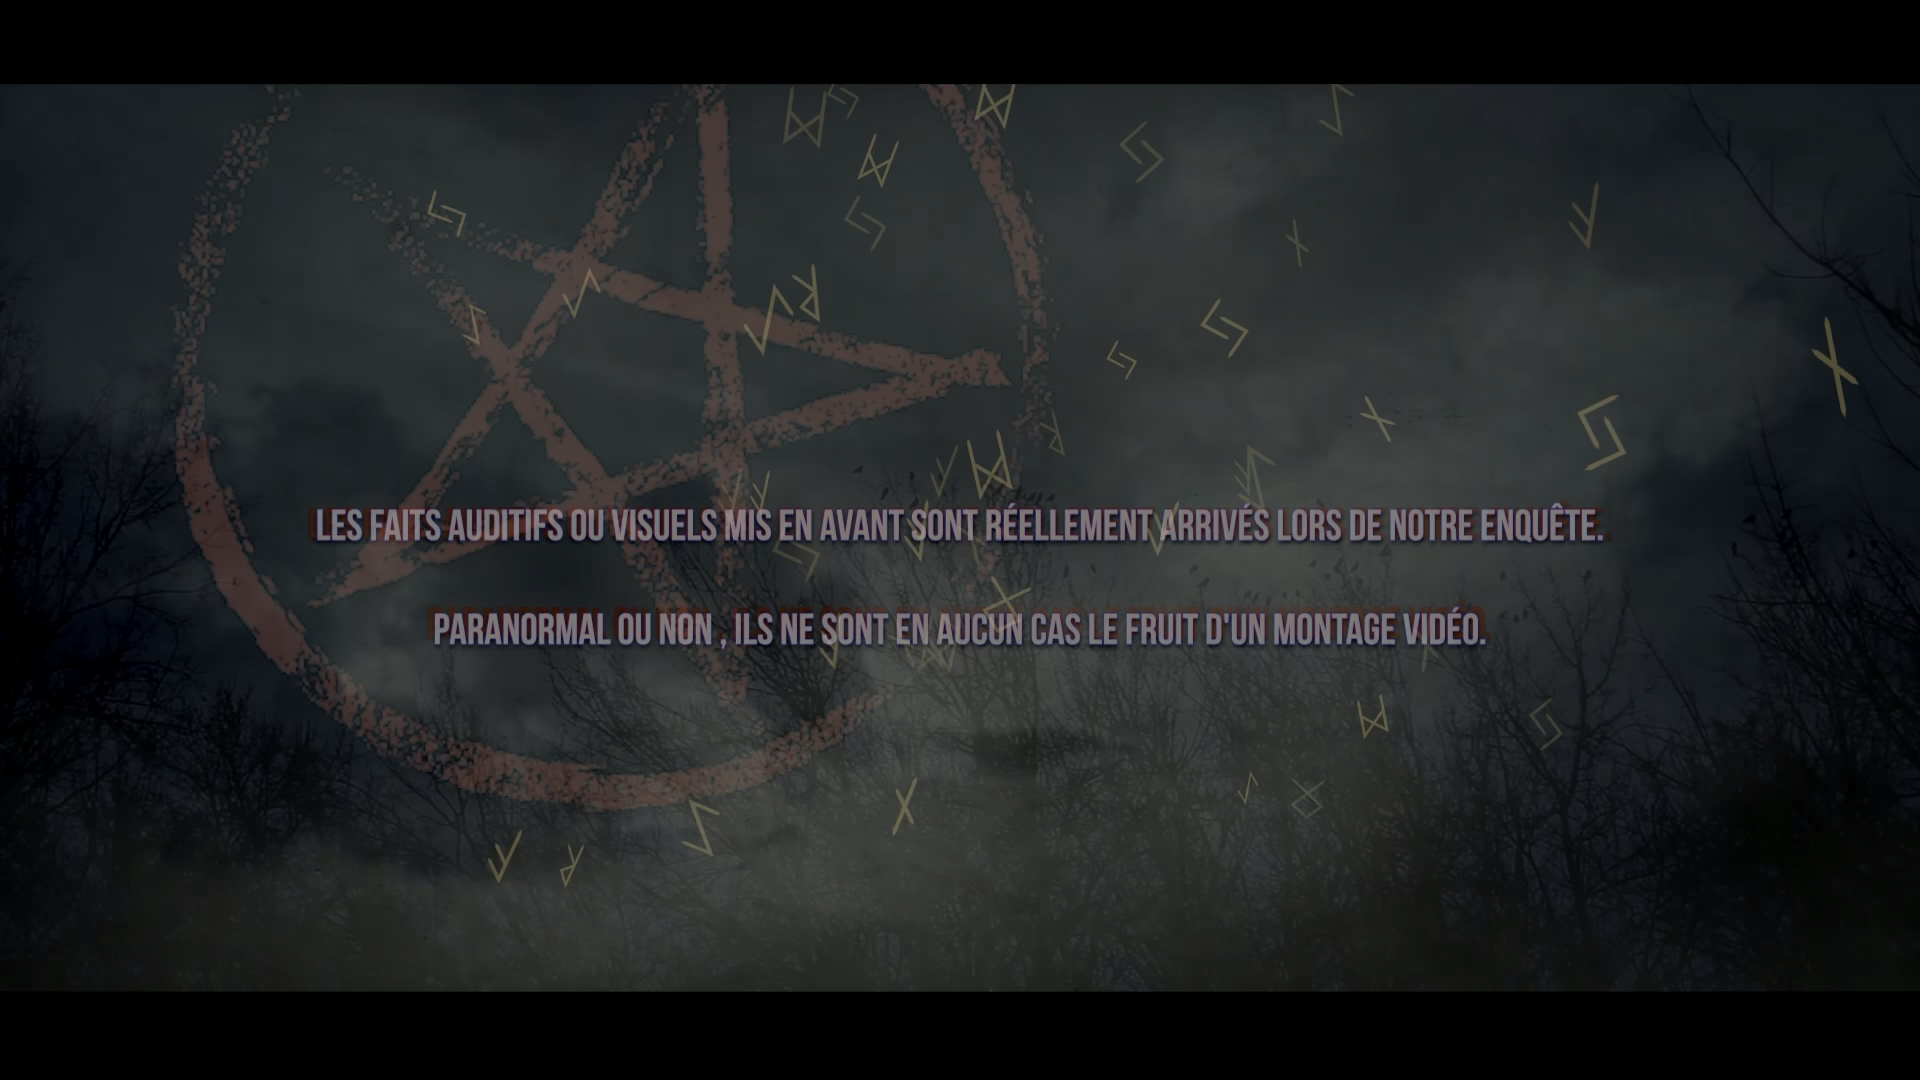 LES FAITS AUDITIFS OU VISUELS MIS EN AVANT SONT RÉELLEMENT ARRIVÉS LORS DE NOTRE ENQUÊTE.
PARANORMAL OU NON , ILS NE SONT EN AUCUN CAS LE FRUIT D'UN MONTAGE VIDÉO.